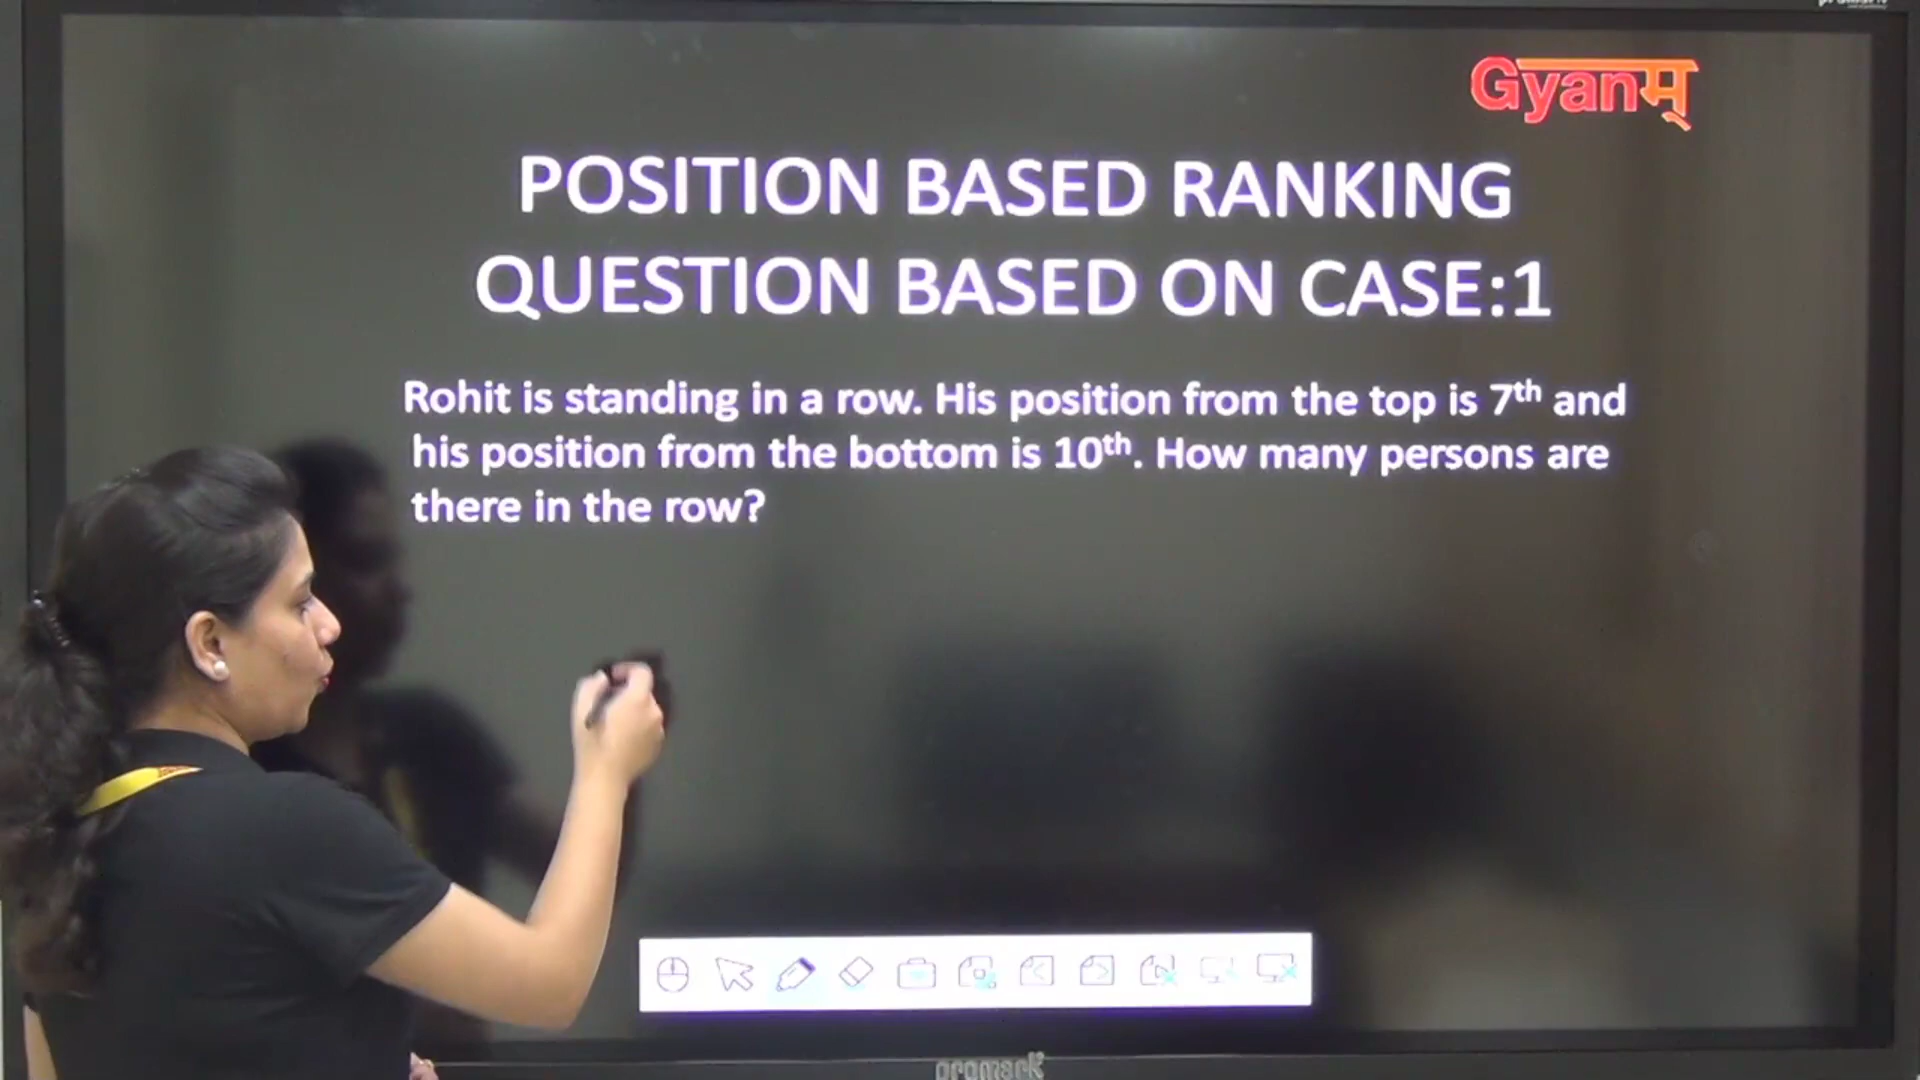 Gyanम्
POSITION BASED RANKING
QUESTION BASED ON CASE:1
Rohit is standing in a row. His position from the top is 7th and
his position from the bottom is 10th. How many persons are
there in the row?
promark